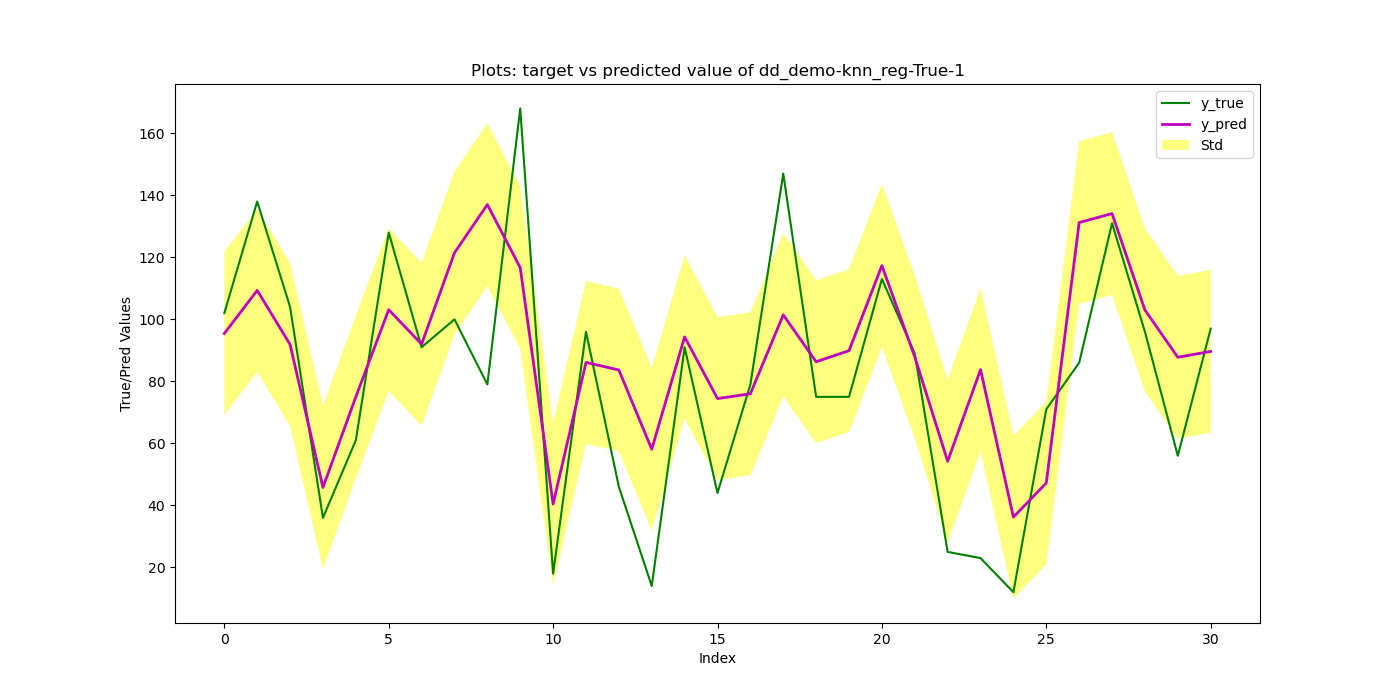 Plots: target vs predicted value of dd_demo-knn_reg-True-1
y_true
y_pred
Std
True/Pred Values
160
140
120
100
80
60
40
20
0 5 10 15 20 25 30
Index